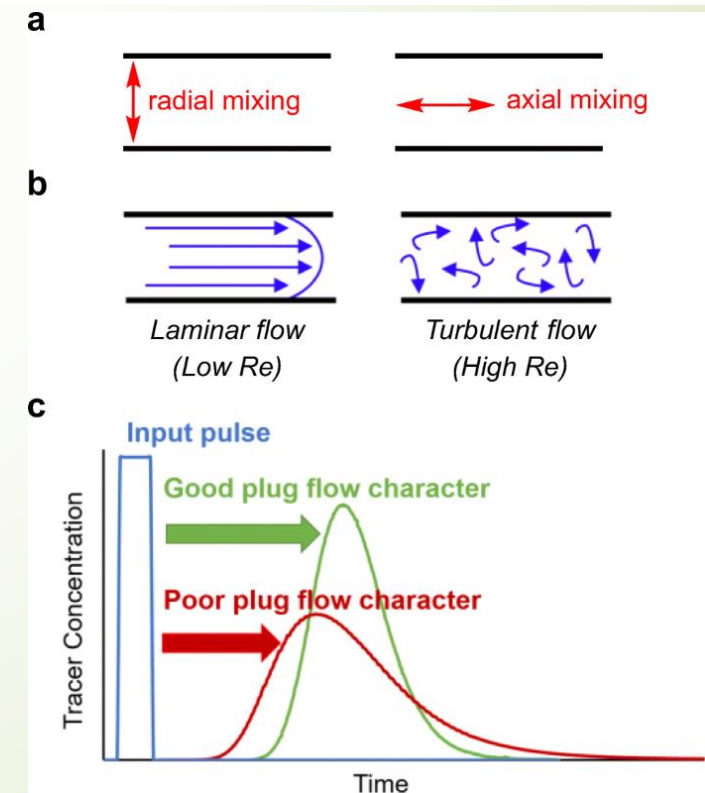 a
radial mixing
axial mixing
b
Laminar flow
(Low Re)
Turbulent flow
(High Re)
c
Input pulse
Good plug flow character
Poor plug flow character
Tracer Concentration
Time